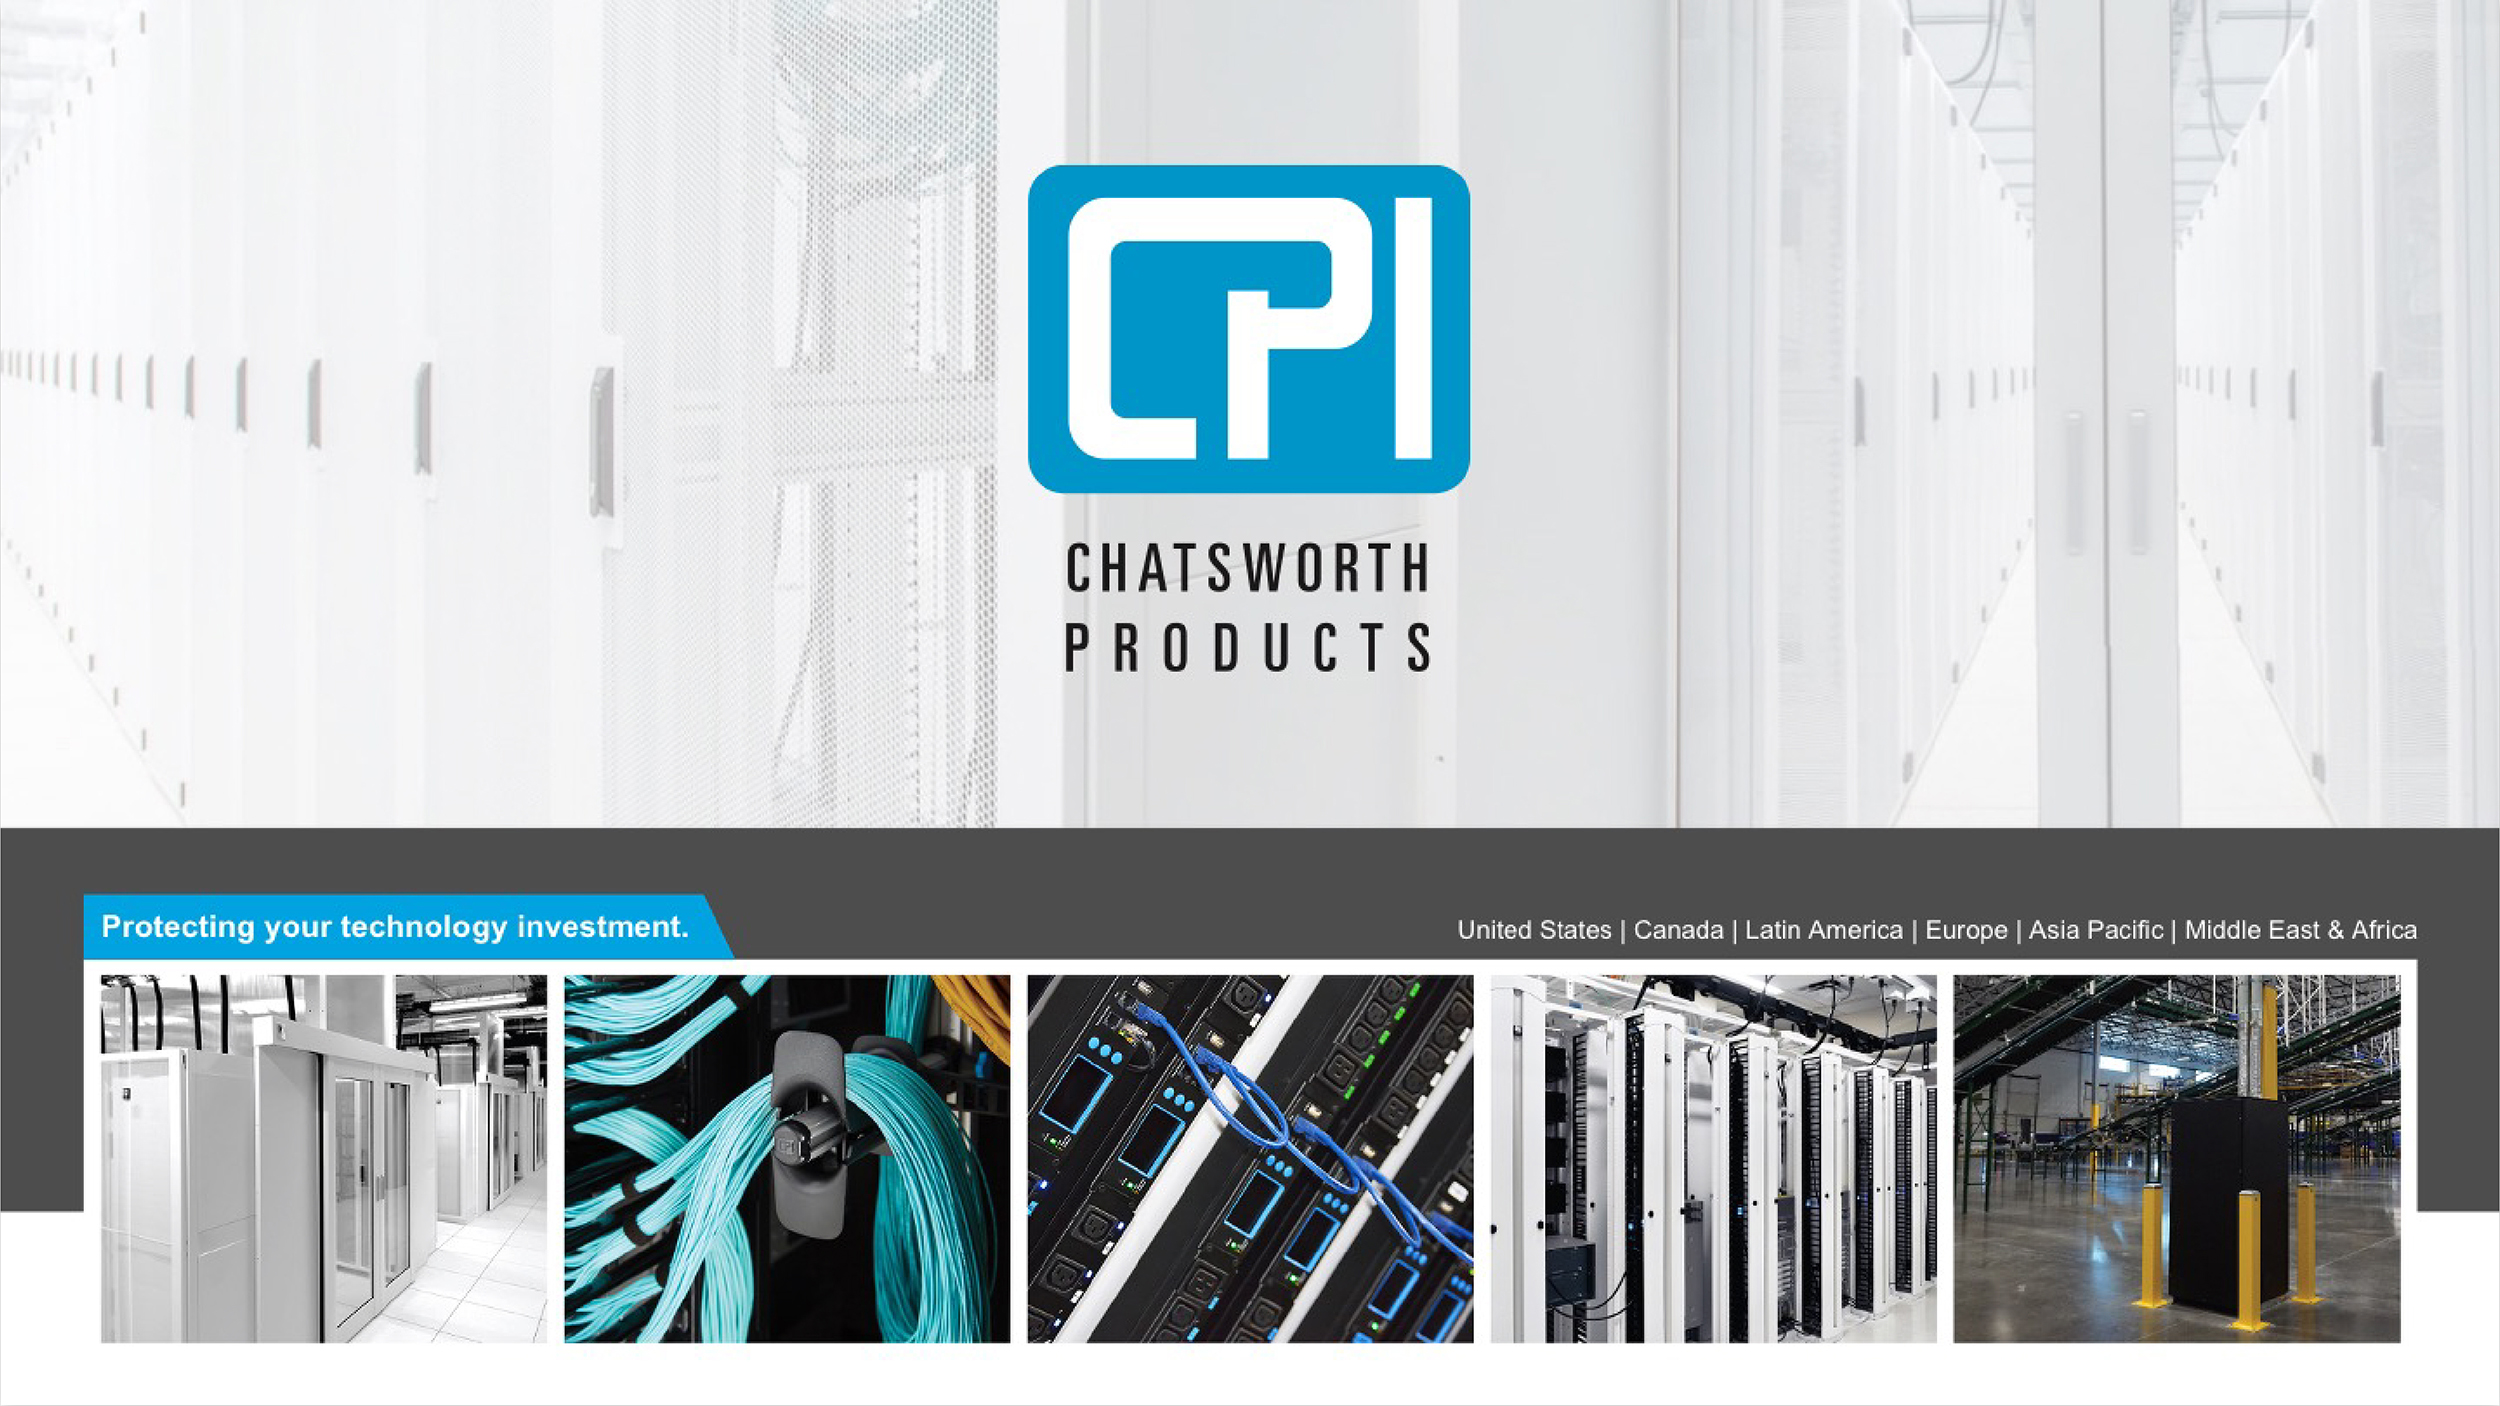 CPI
CHATSWORTH
PRODUCTS
Protecting your technology investment.
United States | Canada | Latin America | Europe | Asia Pacific | Middle East & Africa